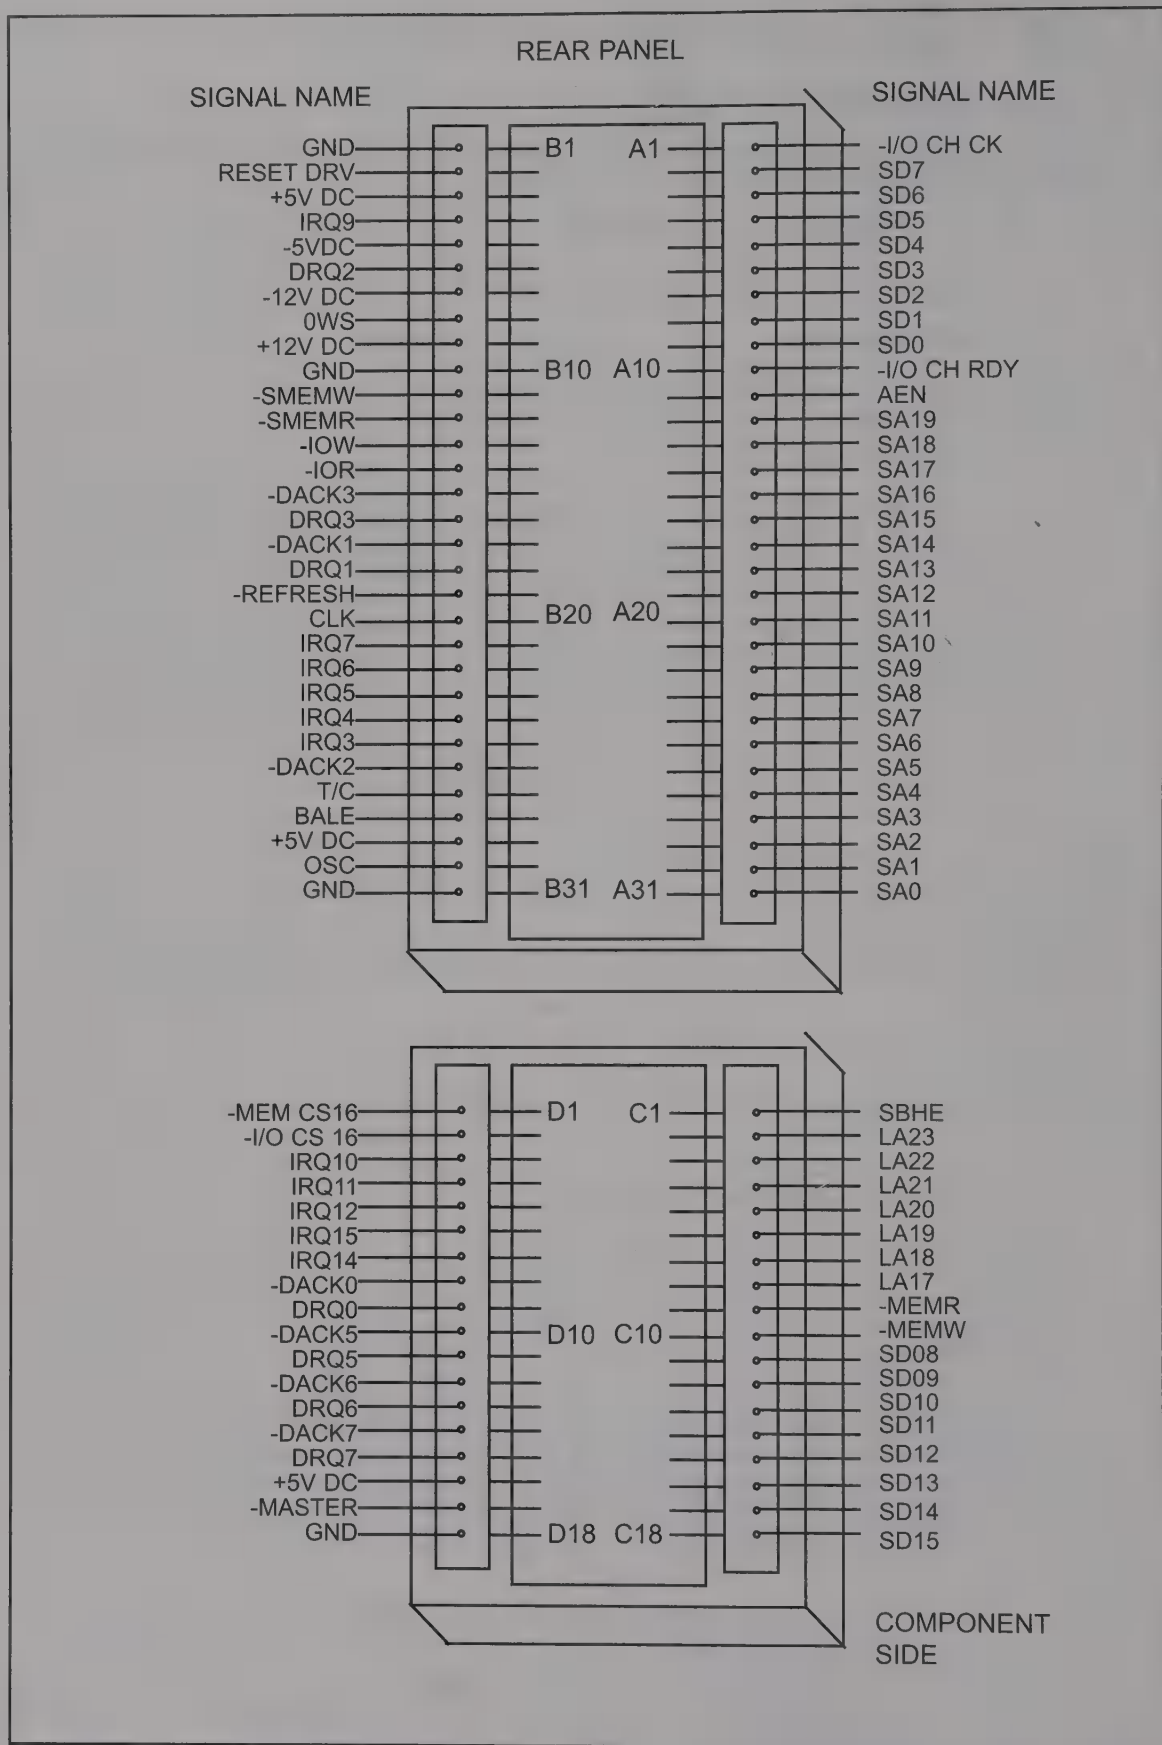 REAR PANEL
SIGNAL NAME
SIGNAL NAME
GND B1 A1 -I/O CH CK
RESET DRV SD7
+5V DC SD6
IRQ9 SD5
-5VDC SD4
DRQ2 SD3
-12V DC SD2
0WS SD1
+12V DC SD0
GND B10 A10 -I/O CH RDY
-SMEMW AEN
-SMEMR SA19
-IOW SA18
-IOR SA17
-DACK3 SA16
DRQ3 SA15
-DACK1 SA14
DRQ1 SA13
-REFRESH SA12
CLK B20 A20 SA11
IRQ7 SA10
IRQ6 SA9
IRQ5 SA8
IRQ4 SA7
IRQ3 SA6
-DACK2 SA5
T/C SA4
BALE SA3
+5V DC SA2
OSC SA1
GND B31 A31 SA0
-MEM CS16 D1 C1 SBHE
-I/O CS 16 LA23
IRQ10 LA22
IRQ11 LA21
IRQ12 LA20
IRQ15 LA19
IRQ14 LA18
-DACK0 LA17
DRQ0 -MEMR
-DACK5 D10 C10 -MEMW
DRQ5 SD08
-DACK6 SD09
DRQ6 SD10
-DACK7 SD11
DRQ7 SD12
+5V DC SD13
-MASTER SD14
GND D18 C18 SD15
COMPONENT
SIDE